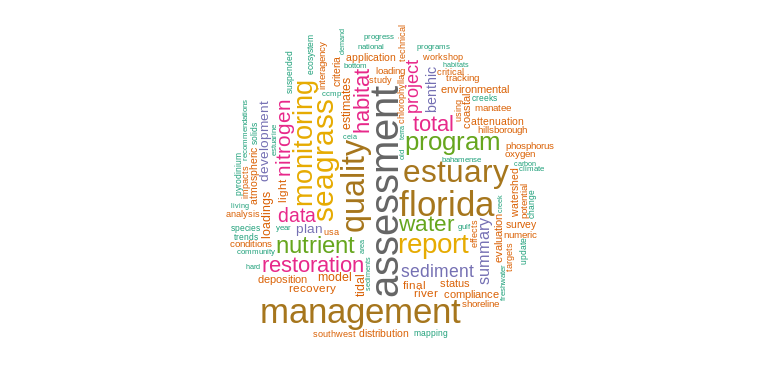 progress
technical
demand
national
programs
ecosystem
interagency
application
workshop
habitats
suspended
criteria
bottom
loading
critical
study
tracking
project
benthic
environmental
ccmp
chlorophyll
using
coastal
creeks
manatee
monitoring
seagrass
estimates
habitat
assessment
total
attenuation
hillsborough
recommendations
solids
development
nitrogen
estuarine
ceia
quality
terra
old
program
phosphorus
oxygen
bahamense
carbon
climate
pyrodinium
impacts
atmospheric
light
estuary
watershed
potential
change
living
analysis
loadings
data
florida
creek
species
year
plan
usa
water
gulf
effects
survey
trends
numeric
conditions
nutrient
area
report
summary
evaluation
targets
update
community
hard
restoration
sediments
sediment
freshwater
deposition
model
tidal
recovery
final
status
river
compliance
management
shoreline
southwest
distribution
mapping